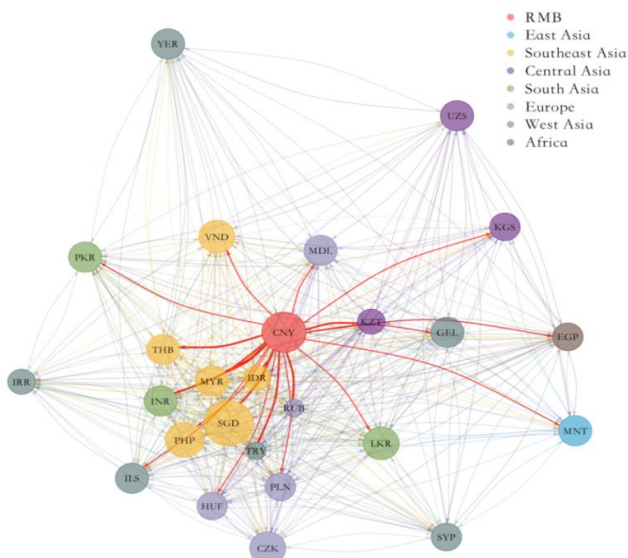 RMB
East Asia
Southeast Asia
Central Asia
South Asia
Europe
West Asia
Africa
YER
UZS
KGS
VND
MDL
PKR
CNY
KZT
GEL
EGP
THB
IRR
MYR
IDR
INR
RUB
SGD
MNT
PHP
TRY
LKR
ILS
PLN
HUF
SYP
CZK